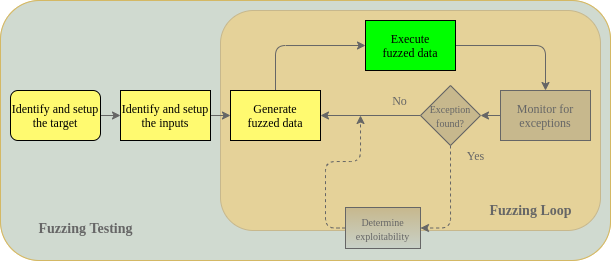 Execute
fuzzed data
Identify and setup
the target
Identify and setup
the inputs
Generate
fuzzed data
No
Exception
found?
Monitor for
exceptions
Yes
Determine
exploitability
Fuzzing Loop
Fuzzing Testing